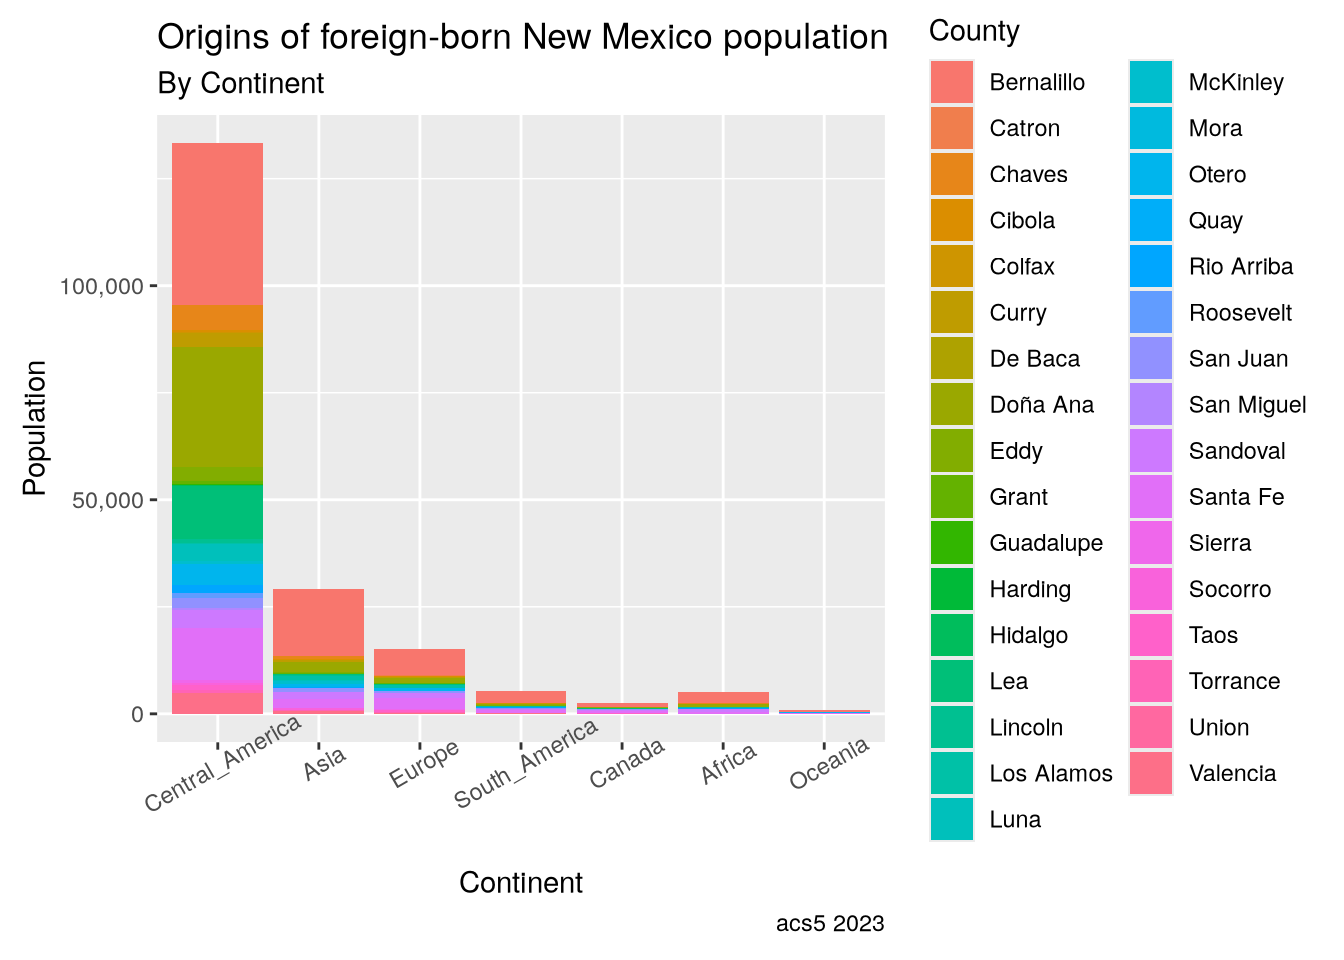 Origins of foreign-born New Mexico population
By Continent
Population
100,000
50,000
0
Central_America
Asia
Europe
South_America
Canada
Africa
Oceania
Continent
acs5 2023
County
Bernalillo
Catron
Chaves
Cibola
Colfax
Curry
De Baca
Doña Ana
Eddy
Grant
Guadalupe
Harding
Hidalgo
Lea
Lincoln
Los Alamos
Luna
McKinley
Mora
Otero
Quay
Rio Arriba
Roosevelt
San Juan
San Miguel
Sandoval
Santa Fe
Sierra
Socorro
Taos
Torrance
Union
Valencia